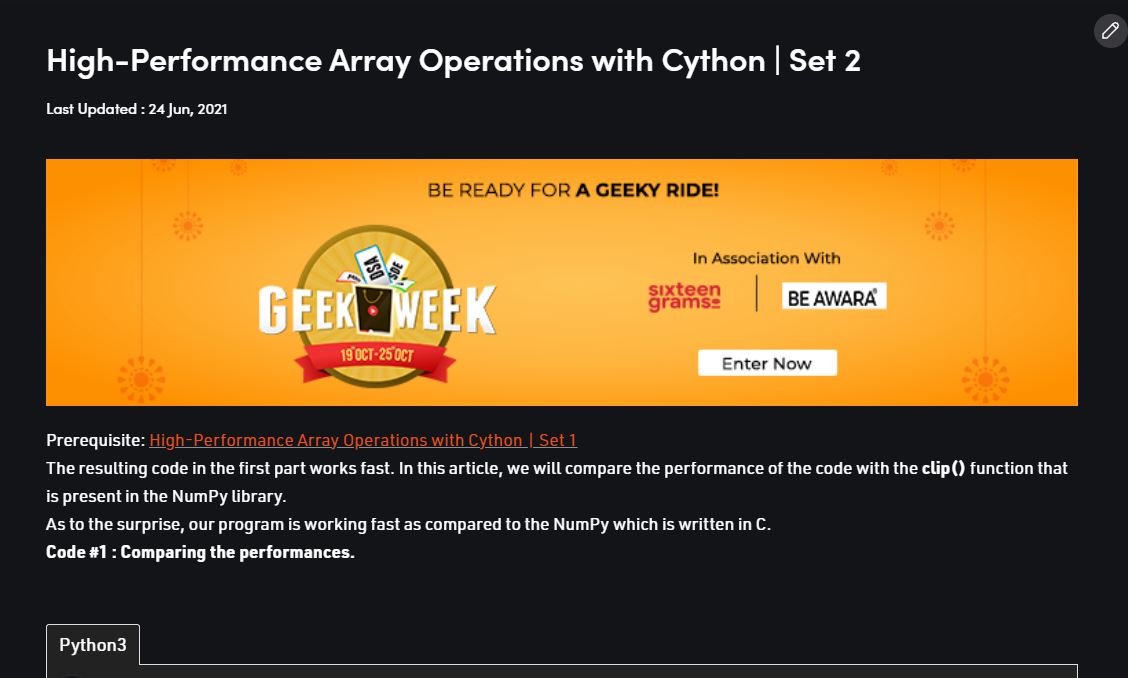 High-Performance Array Operations with Cython | Set 2
Last Updated : 24 Jun, 2021
BE READY FOR A GEEKY RIDE!
DSA
SDE
GEEK WEEK
19th OCT-25th OCT
In Association With
sıxteen grams
BE AWARA®
Enter Now
Prerequisite: High-Performance Array Operations with Cython | Set 1
The resulting code in the first part works fast. In this article, we will compare the performance of the code with the clip() function that
is present in the NumPy library.
As to the surprise, our program is working fast as compared to the NumPy which is written in C.
Code #1 : Comparing the performances.
Python3